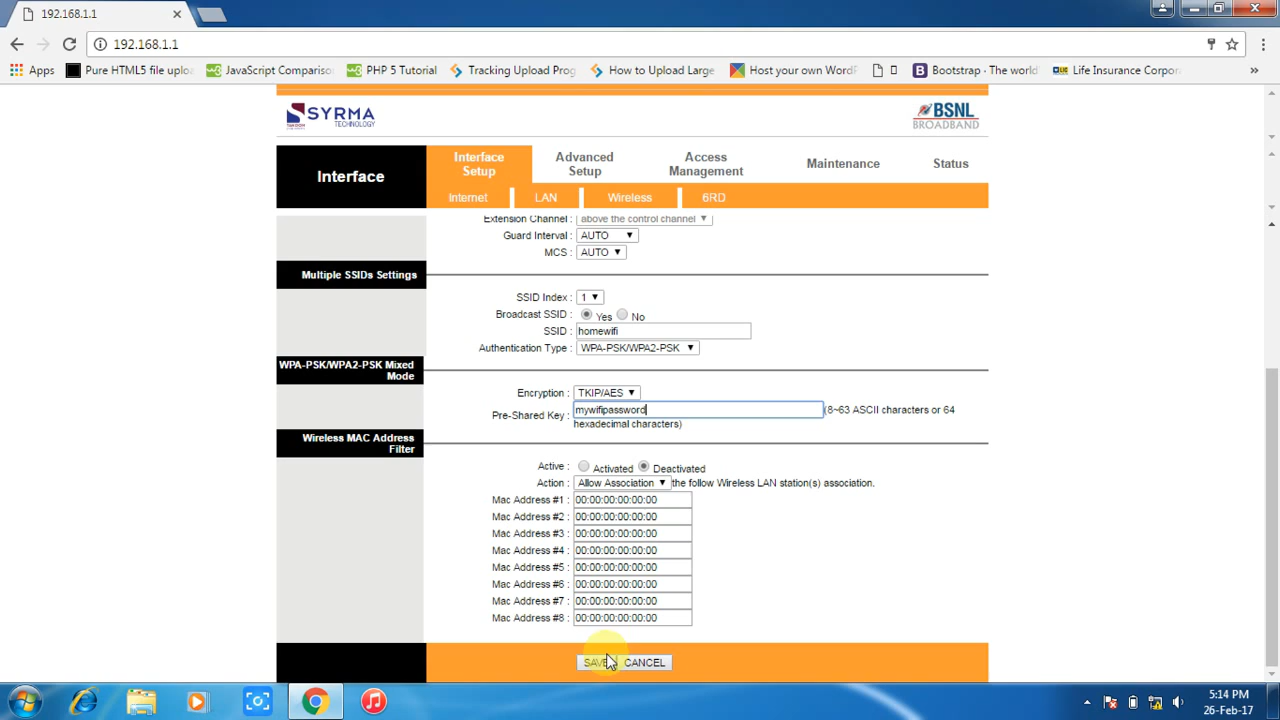 192.168.1.1
192.168.1.1
Apps Pure HTML5 file uploa JavaScript Compariso PHP 5 Tutorial Tracking Upload Prog How to Upload Large Host your own WordP Bootstrap - The world Life Insurance Corpor »
SYRMA
TECHNOLOGY
BSNL
BROADBAND
Interface
Interface
Setup
Advanced
Setup
Access
Management
Maintenance
Status
Internet LAN Wireless 6RD
Extension Channel : above the control channel
Guard Interval : AUTO
MCS : AUTO
Multiple SSIDs Settings
SSID Index : 1
Broadcast SSID : Yes No
SSID : homewifi
Authentication Type : WPA-PSK/WPA2-PSK
WPA-PSK/WPA2-PSK Mixed
Mode
Encryption : TKIP/AES
Pre-Shared Key : mywifipassword (8~63 ASCII characters or 64
hexadecimal characters)
Wireless MAC Address
Filter
Active : Activated Deactivated
Action : Allow Association the follow Wireless LAN station(s) association.
Mac Address #1 : 00:00:00:00:00:00
Mac Address #2 : 00:00:00:00:00:00
Mac Address #3 : 00:00:00:00:00:00
Mac Address #4 : 00:00:00:00:00:00
Mac Address #5 : 00:00:00:00:00:00
Mac Address #6 : 00:00:00:00:00:00
Mac Address #7 : 00:00:00:00:00:00
Mac Address #8 : 00:00:00:00:00:00
SAVE CANCEL
5:14 PM
26-Feb-17